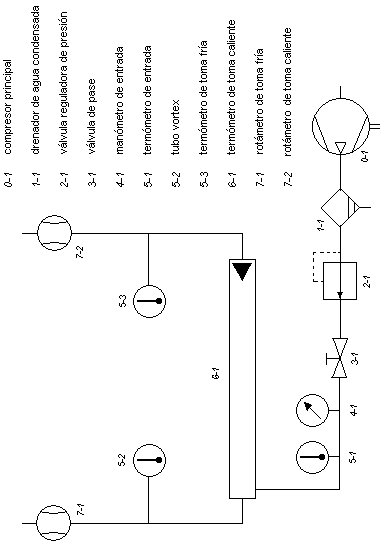 0-1 compresor principal
1-1 drenador de agua condensada
2-1 válvula reguladora de presión
3-1 válvula de pase
4-1 manómetro de entrada
5-1 termómetro de entrada
5-2 tubo vortex
5-3 termómetro de toma fría
6-1 termómetro de toma caliente
7-1 rotámetro de toma fría
7-2 rotámetro de toma caliente
7-1
7-2
5-2
5-3
6-1
5-1
4-1
3-1
2-1
1-1
0-1